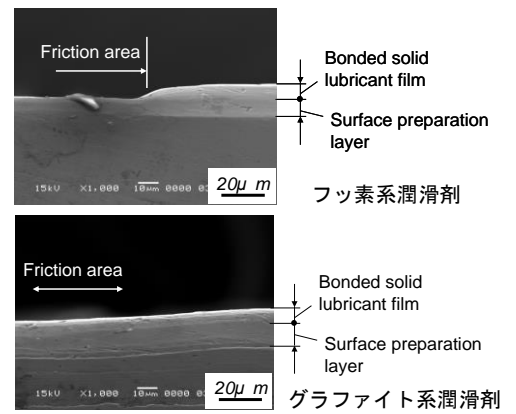 Friction area
Bonded solid
lubricant film
Surface preparation
layer
15kV X1,000 10μm 0000
20μ m
フッ素系潤滑剤
Friction area
Bonded solid
lubricant film
Surface preparation
layer
15kV X1,000 10μm 0000
20μ m
グラファイト系潤滑剤